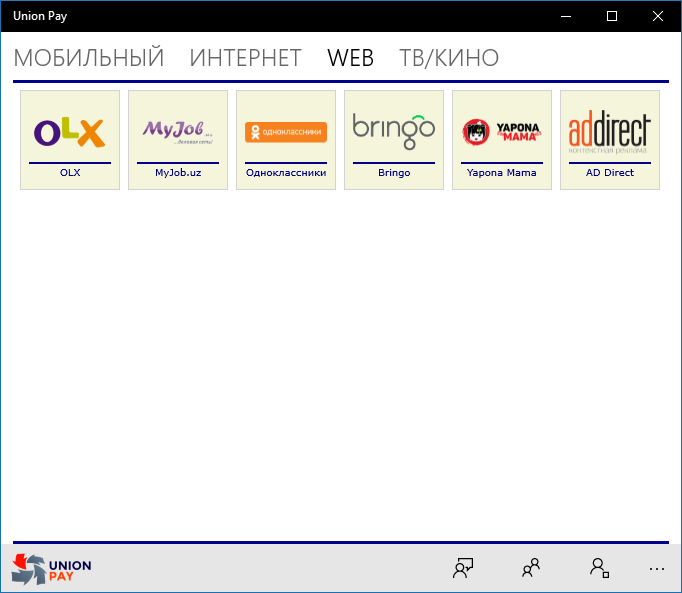 Union Pay
МОБИЛЬНЫЙ ИНТЕРНЕТ WEB ТВ/КИНО
OLX
MyJob.uz
...деловая сеть!
OLX
MyJob.uz
одноклассники
Одноклассники
bringo
Bringo
YAPONA
MAMA
Yapona Mama
addirect
контекстная реклама
AD Direct
UNION
PAY